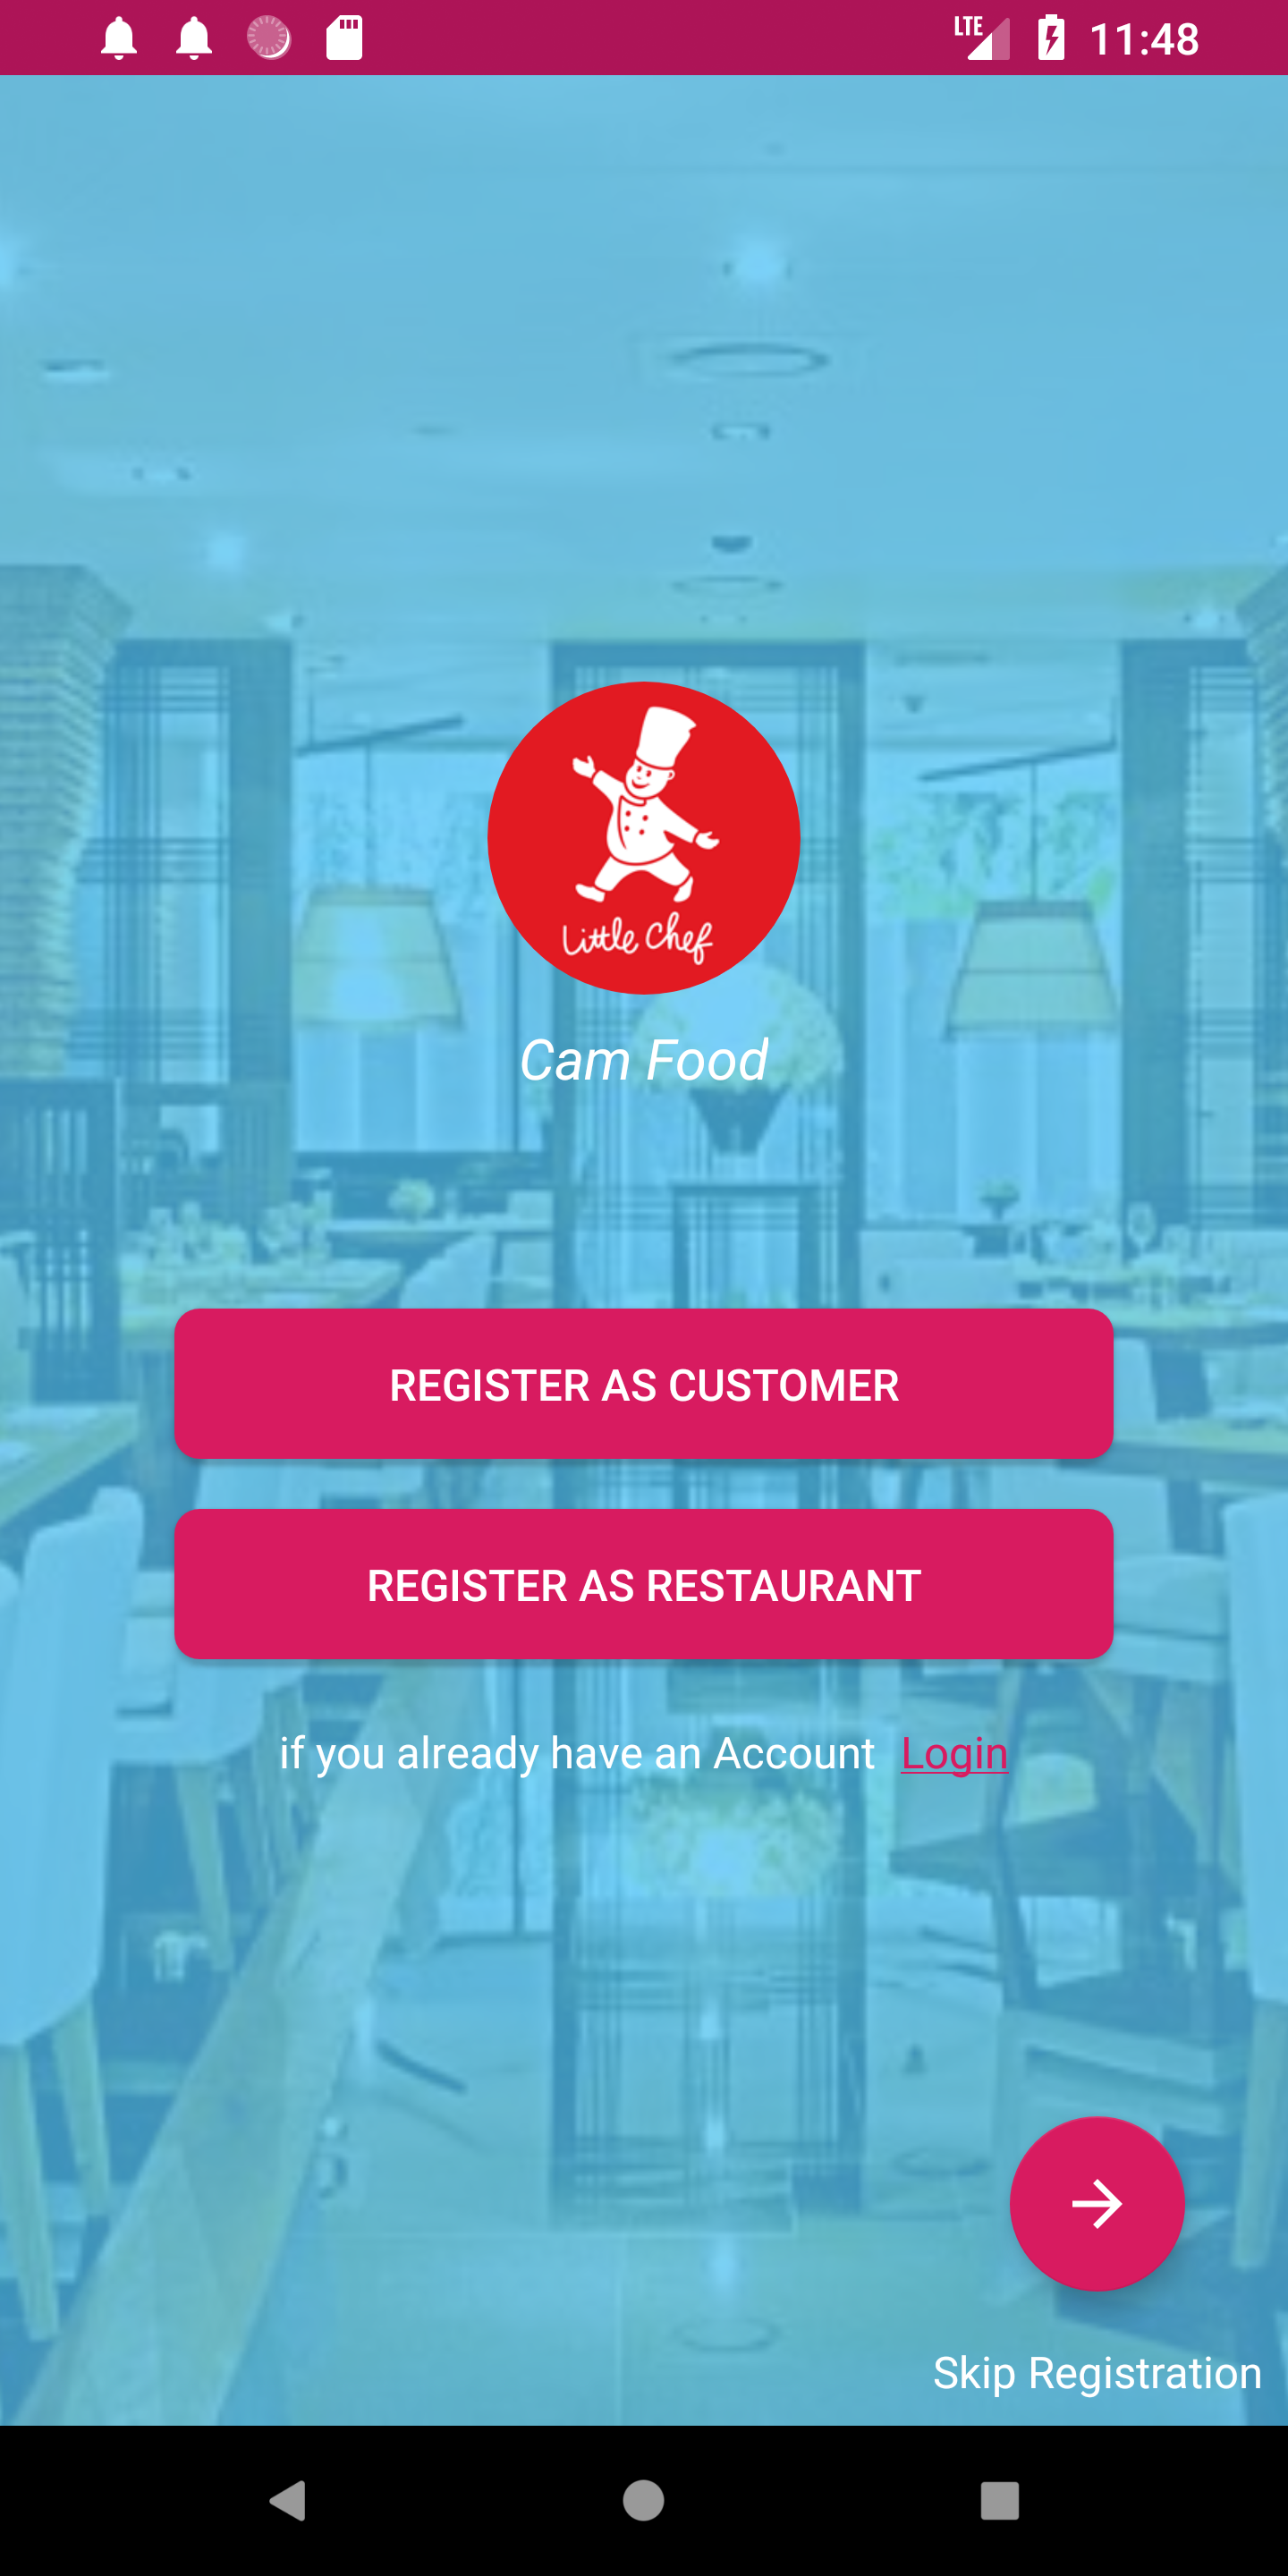 LTE 11:48
Little Chef
Cam Food
REGISTER AS CUSTOMER
REGISTER AS RESTAURANT
if you already have an Account Login
Skip Registration